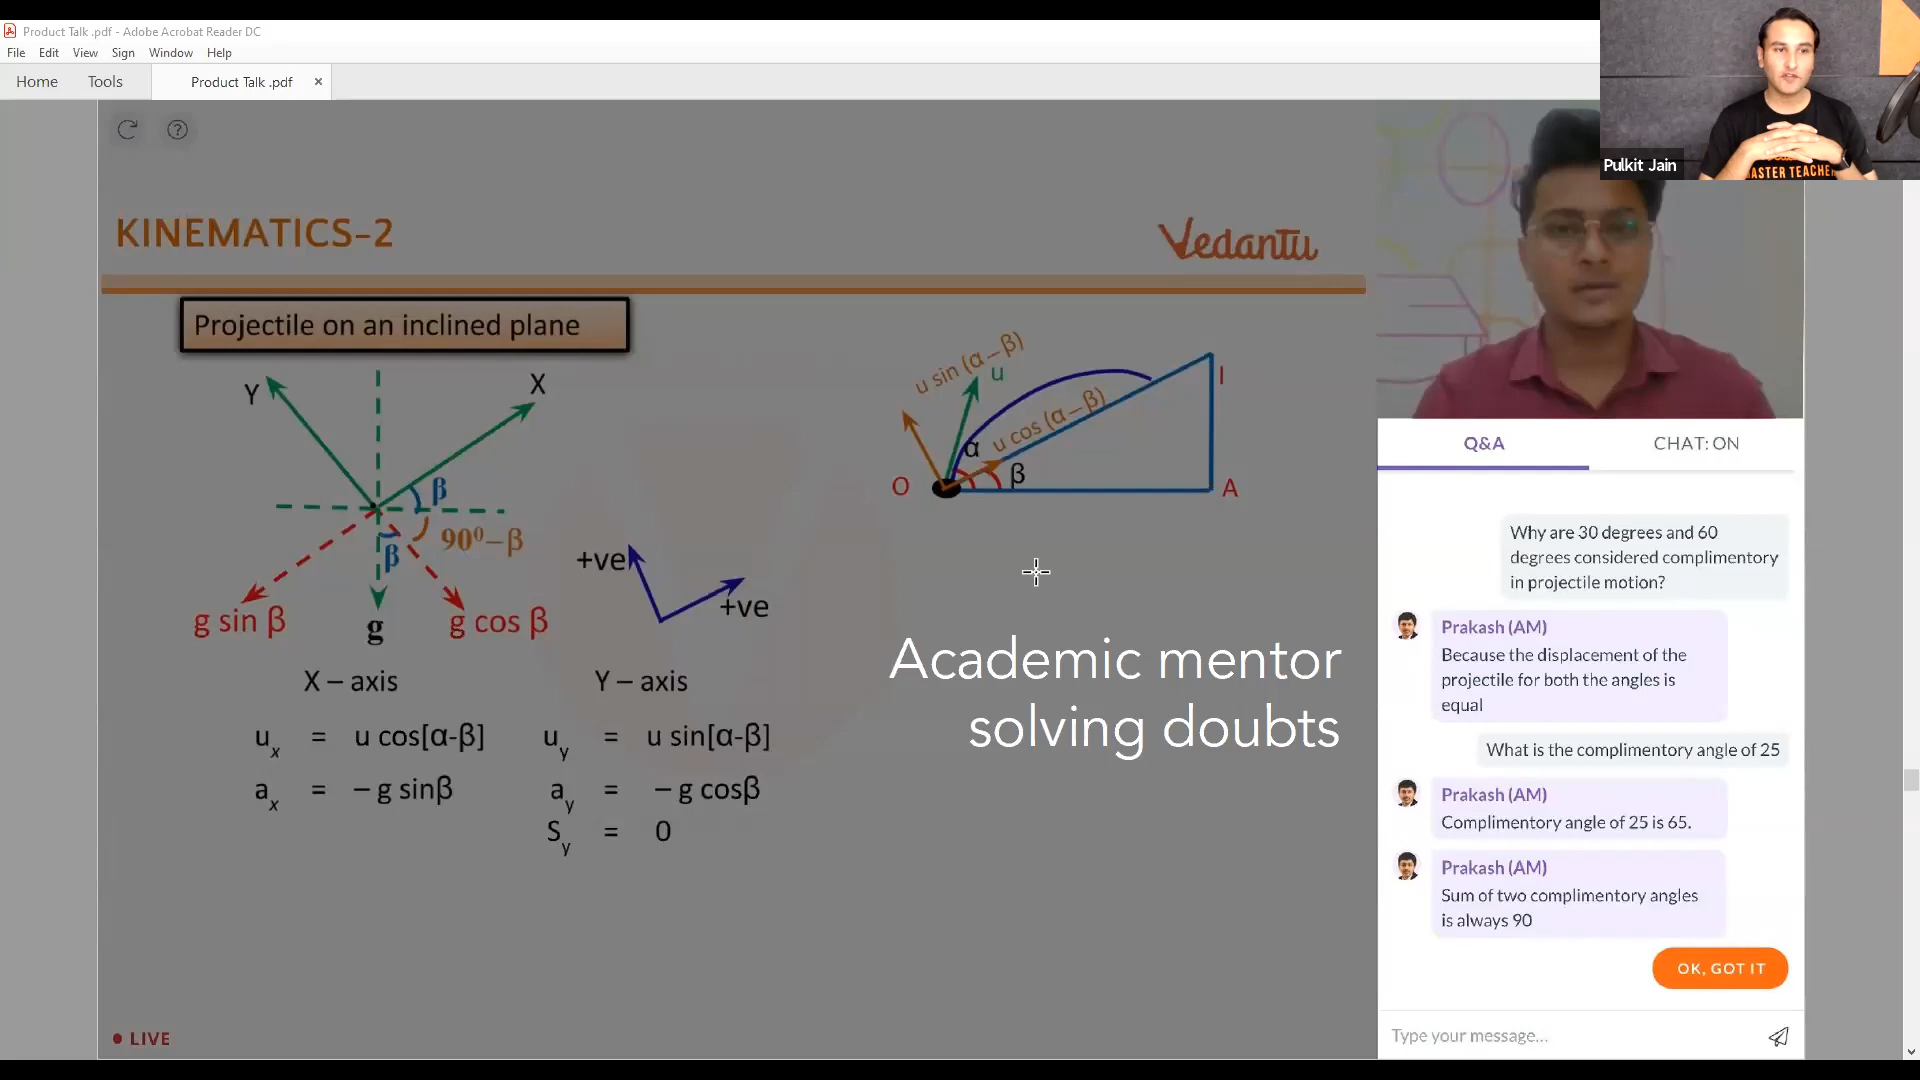 Product Talk .pdf - Adobe Acrobat Reader DC
File Edit View Sign Window Help
Home Tools Product Talk .pdf ×
Pulkit Jain
ASTER TEACHE
KINEMATICS-2
Vedantu
Projectile on an inclined plane
Y
X
β
90⁰−β
β
g sin β
g
g cos β
+ve
+ve
u sin (α−β)
u
u cos (α−β)
α
β
O
A
I
X – axis
Y – axis
uₓ = u cos[α-β]
u_y = u sin[α-β]
aₓ = – g sinβ
a_y = – g cosβ
S_y = 0
Academic mentor
solving doubts
Q&A
CHAT: ON
Why are 30 degrees and 60
degrees considered complimentory
in projectile motion?
Prakash (AM)
Because the displacement of the
projectile for both the angles is
equal
What is the complimentory angle of 25
Prakash (AM)
Complimentory angle of 25 is 65.
Prakash (AM)
Sum of two complimentory angles
is always 90
OK, GOT IT
Type your message...
LIVE